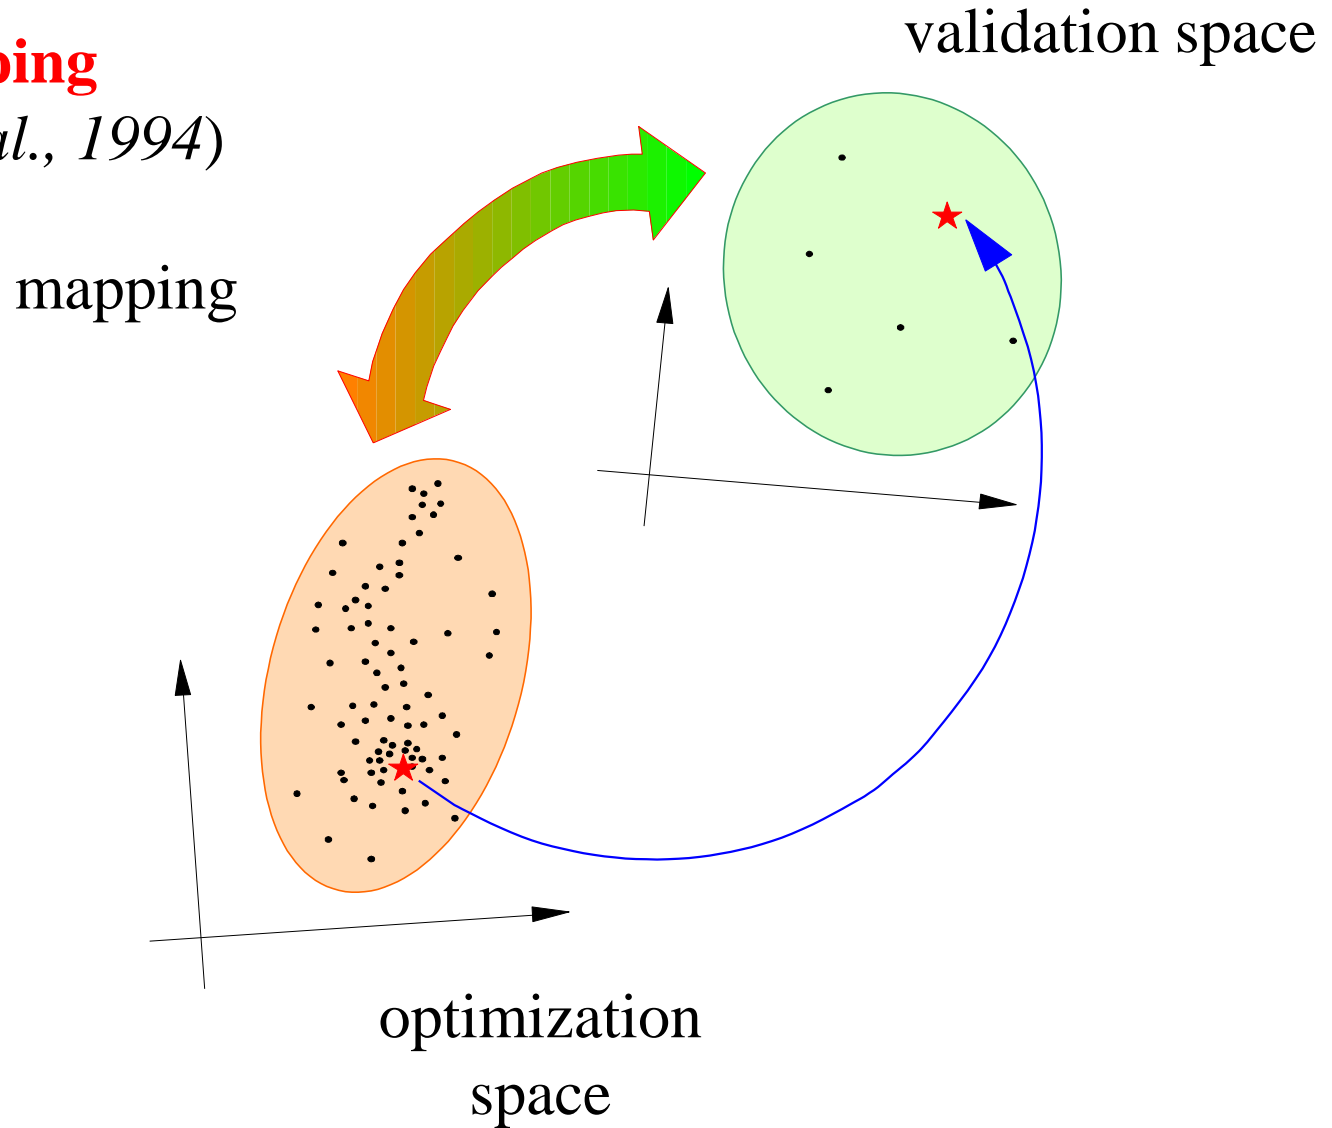 validation space
ping
al., 1994)
mapping
optimization
space